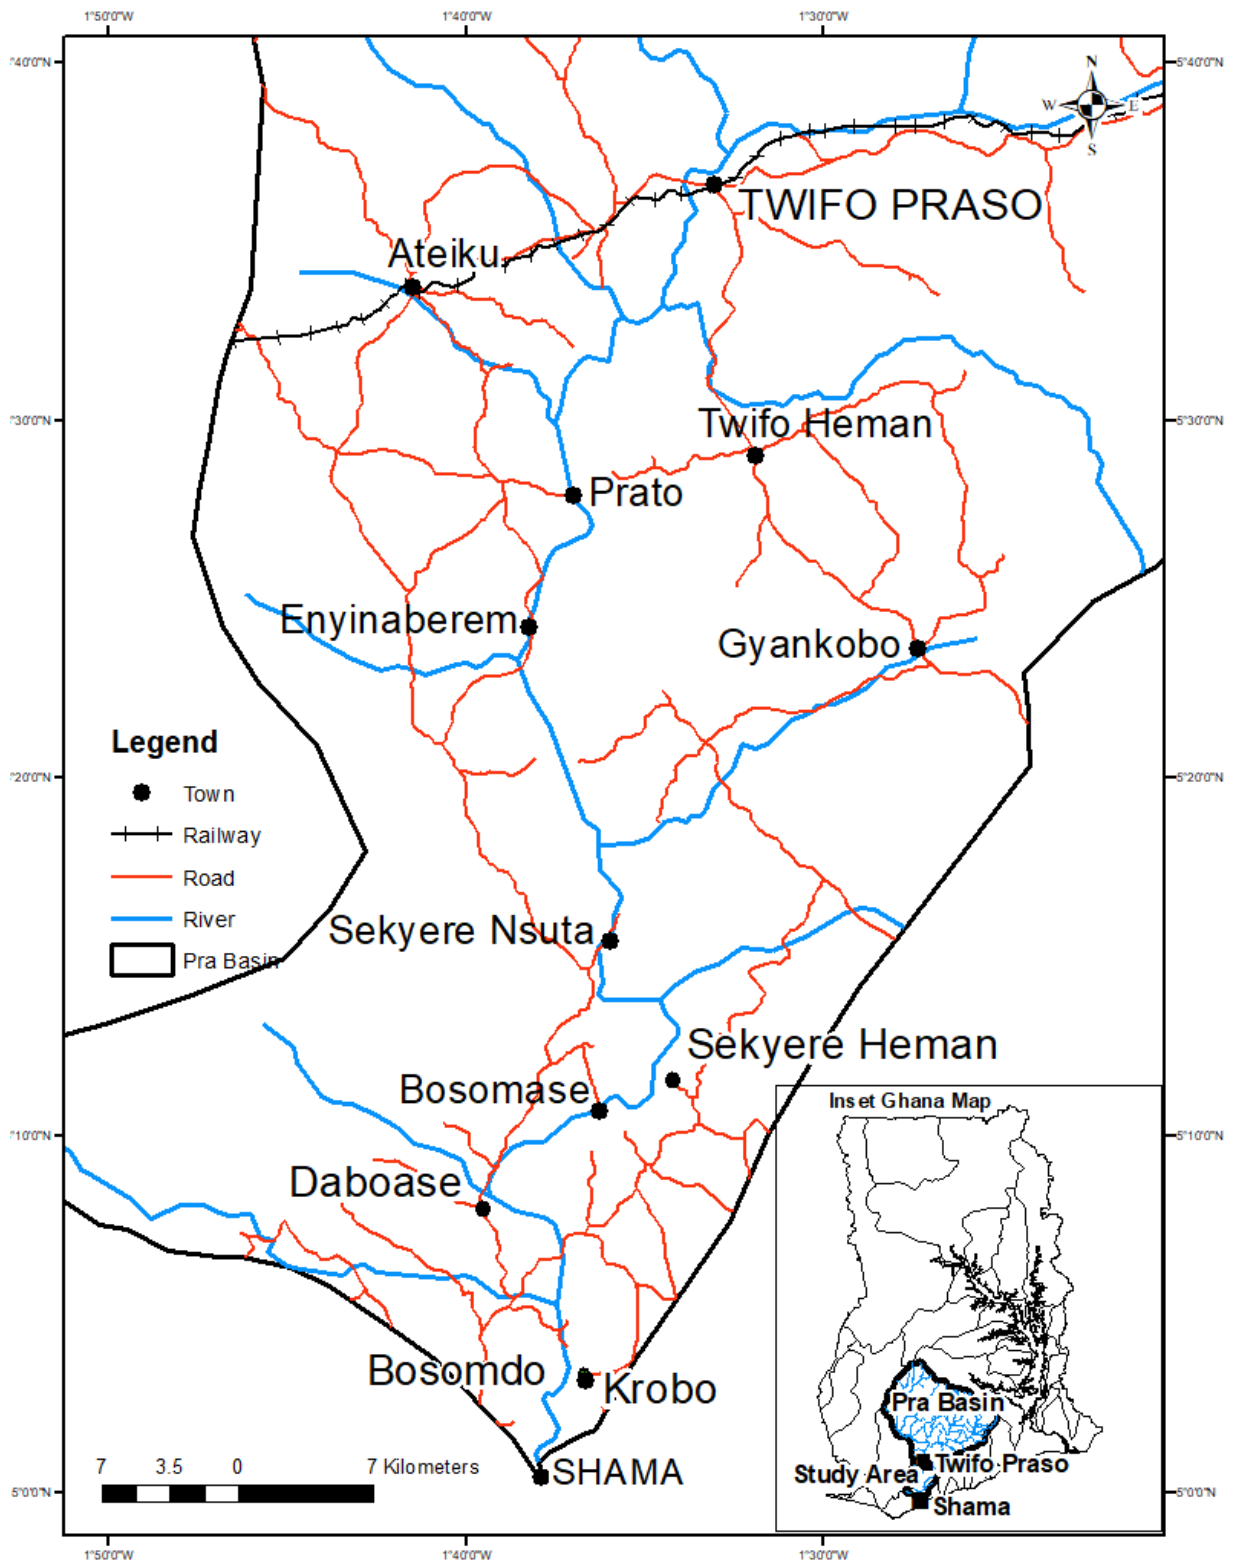 1°50'0"W 1°40'0"W 1°30'0"W
5°40'0"N
N
W E
S
TWIFO PRASO
Ateiku
5°30'0"N
Twifo Heman
Prato
Enyinaberem
Gyankobo
Legend
Town
Railway
Road
River
Pra Basin
5°20'0"N
Sekyere Nsuta
Sekyere Heman
Bosomase
Inset Ghana Map
5°10'0"N
Daboase
Bosomdo
Krobo
Pra Basin
Twifo Praso
Study Area
Shama
SHAMA
7 3.5 0 7 Kilometers
5°0'0"N
1°50'0"W 1°40'0"W 1°30'0"W